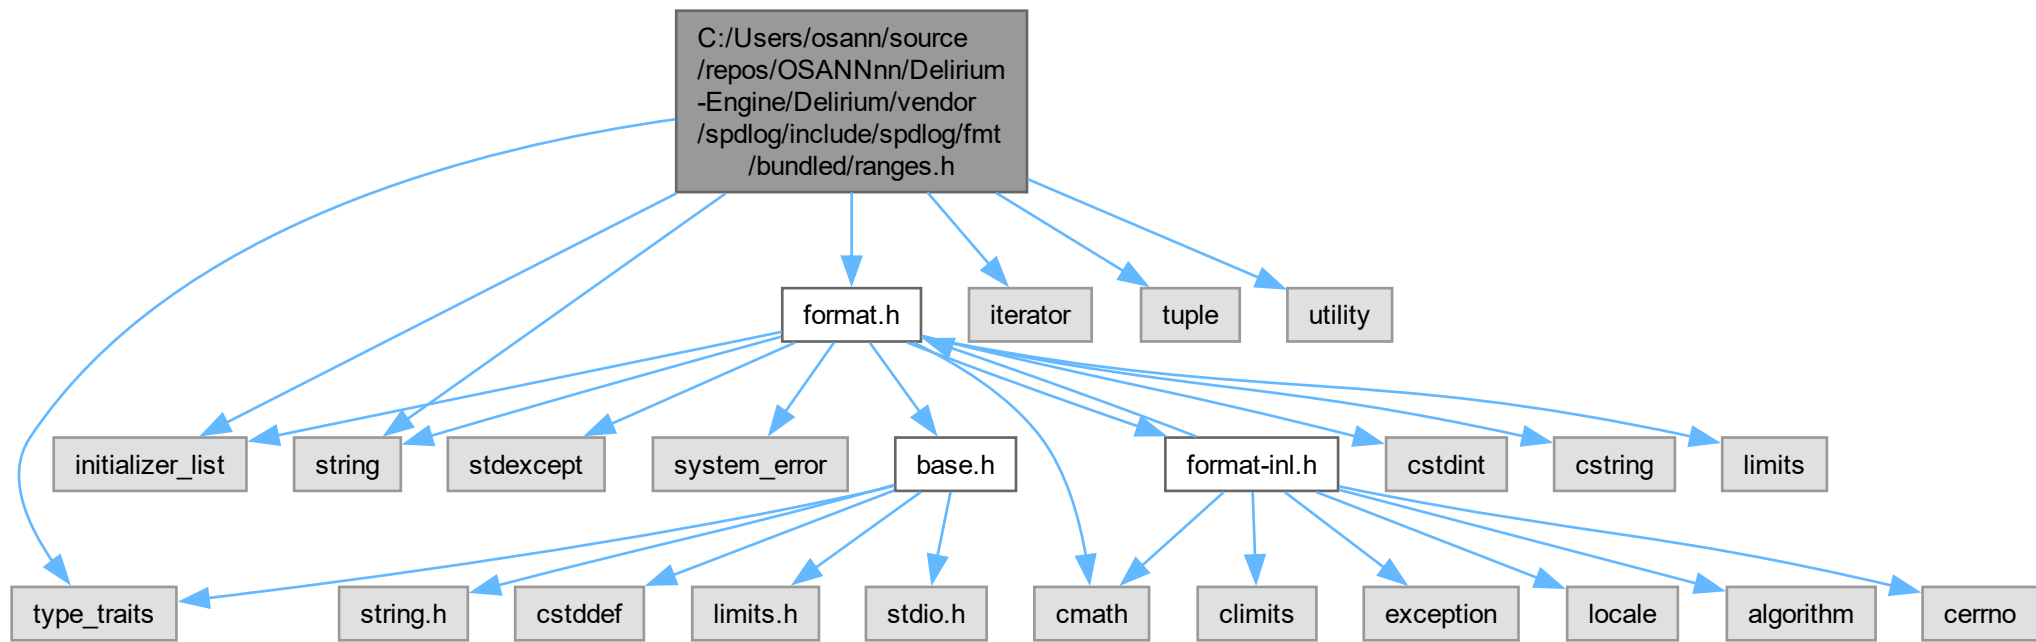 C:/Users/osann/source
/repos/OSANNnn/Delirium
-Engine/Delirium/vendor
/spdlog/include/spdlog/fmt
/bundled/ranges.h
format.h
iterator
tuple
utility
initializer_list
string
stdexcept
system_error
base.h
format-inl.h
cstdint
cstring
limits
type_traits
string.h
cstddef
limits.h
stdio.h
cmath
climits
exception
locale
algorithm
cerrno